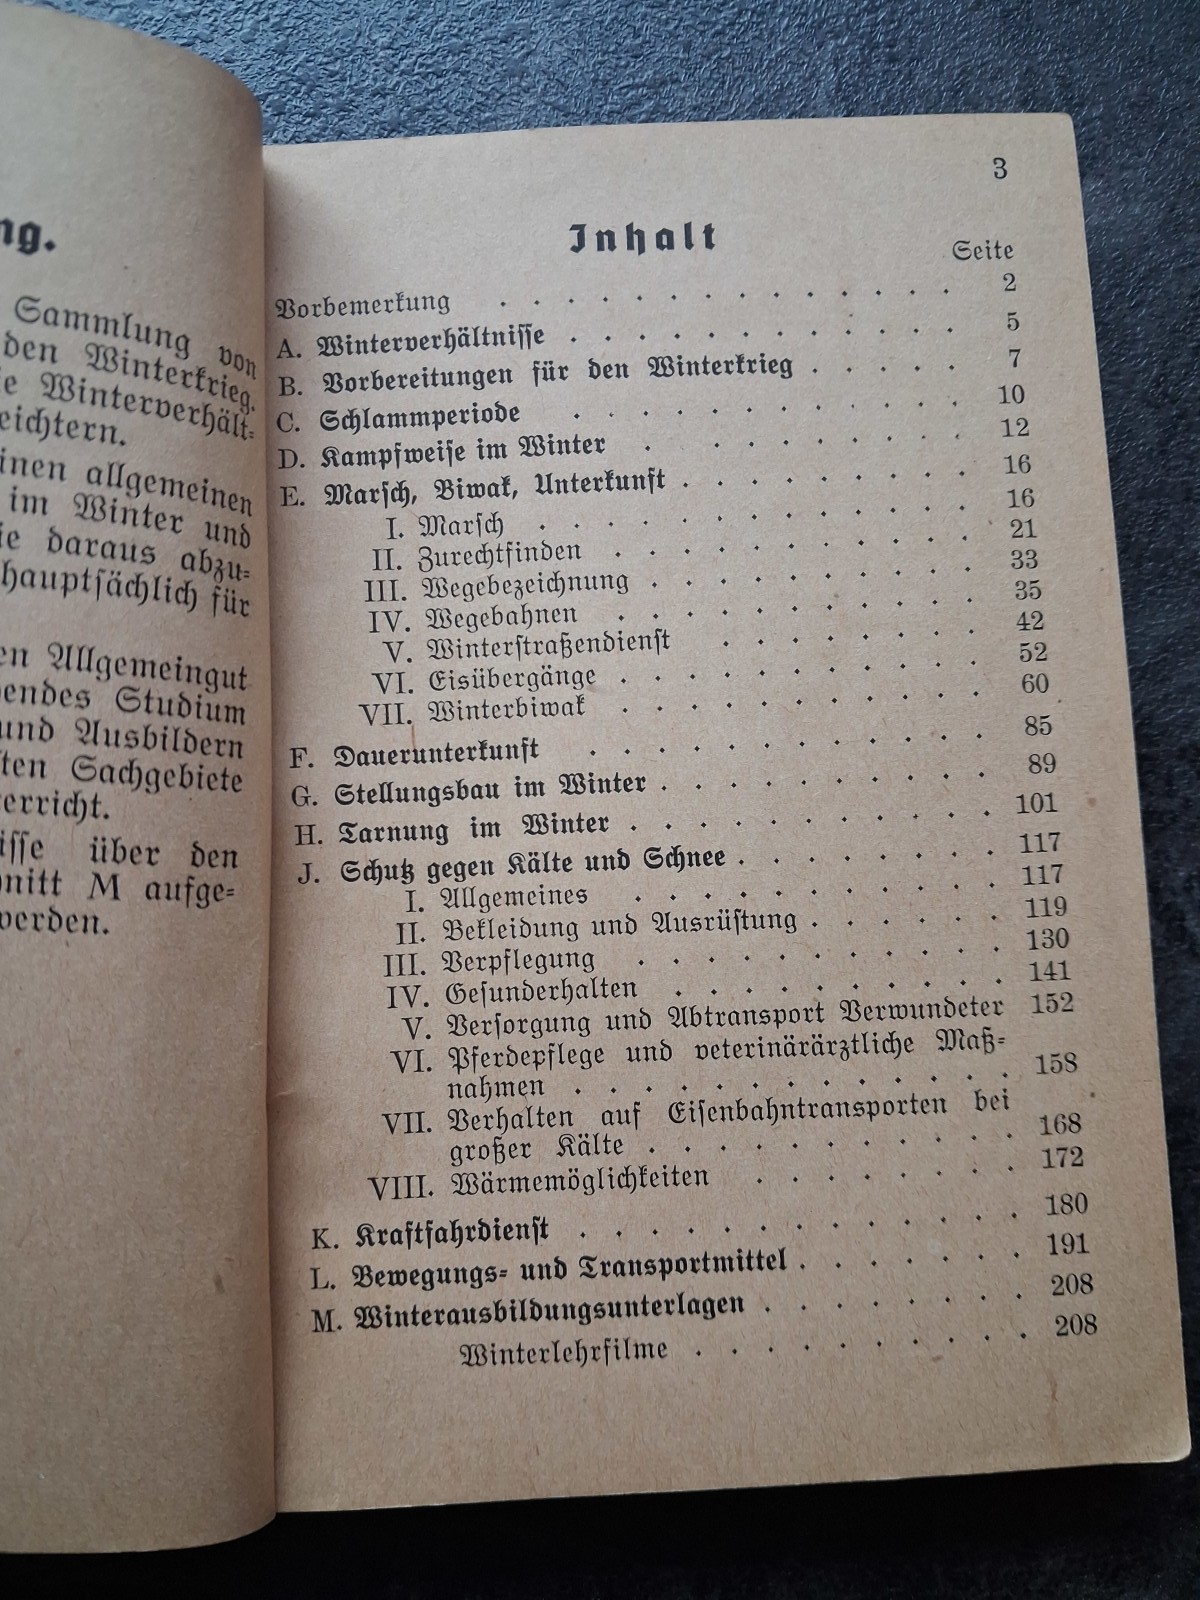 ng.
Sammlung von
den Winterkrieg.
Winterverhält-
eichtern.
inen allgemeinen
im Winter und
ie daraus abzu-
hauptsächlich für
en Allgemeingut
endes Studium
und Ausbildern
ten Sachgebiete
erricht.
isse über den
nitt M aufge-
werden.
3
Inhalt
Seite
Vorbemerkung . . . . . . . . . . . . . . 2
A. Winterverhältnisse . . . . . . . . . . . 5
B. Vorbereitungen für den Winterkrieg . . . . . 7
C. Schlammperiode . . . . . . . . . . . . 10
D. Kampfweise im Winter . . . . . . . . . 12
E. Marsch, Biwak, Unterkunft . . . . . . . . . 16
I. Marsch . . . . . . . . . . . . . 16
II. Zurechtfinden . . . . . . . . . . . 21
III. Wegebezeichnung . . . . . . . . . . 33
IV. Wegebahnen . . . . . . . . . . . 35
V. Winterstraßendienst . . . . . . . . 42
VI. Eisübergänge . . . . . . . . . . . 52
VII. Winterbiwak . . . . . . . . . . . 60
F. Dauerunterkunft . . . . . . . . . . . . 85
G. Stellungsbau im Winter . . . . . . . . . . 89
H. Tarnung im Winter . . . . . . . . . . . 101
J. Schutz gegen Kälte und Schnee . . . . . . . . 117
I. Allgemeines . . . . . . . . . . . 117
II. Bekleidung und Ausrüstung . . . . . . 119
III. Verpflegung . . . . . . . . . . . 130
IV. Gesunderhalten . . . . . . . . . . 141
V. Versorgung und Abtransport Verwundeter 152
VI. Pferdepflege und veterinärärztliche Maß-
nahmen . . . . . . . . . . . . . 158
VII. Verhalten auf Eisenbahntransporten bei
großer Kälte . . . . . . . . . . . 168
VIII. Wärmemöglichkeiten . . . . . . . . 172
K. Kraftfahrdienst . . . . . . . . . . . . . 180
L. Bewegungs- und Transportmittel . . . . . . . 191
M. Winterausbildungsunterlagen . . . . . . . . 208
Winterlehrfilme . . . . . . . . . . 208